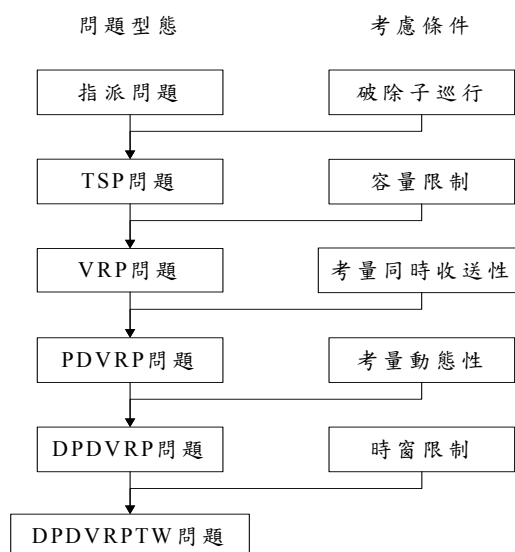 問題型態 考慮條件
指派問題 破除子巡行
TSP問題 容量限制
VRP問題 考量同時收送性
PDVRP問題 考量動態性
DPDVRP問題 時窗限制
DPDVRPTW問題